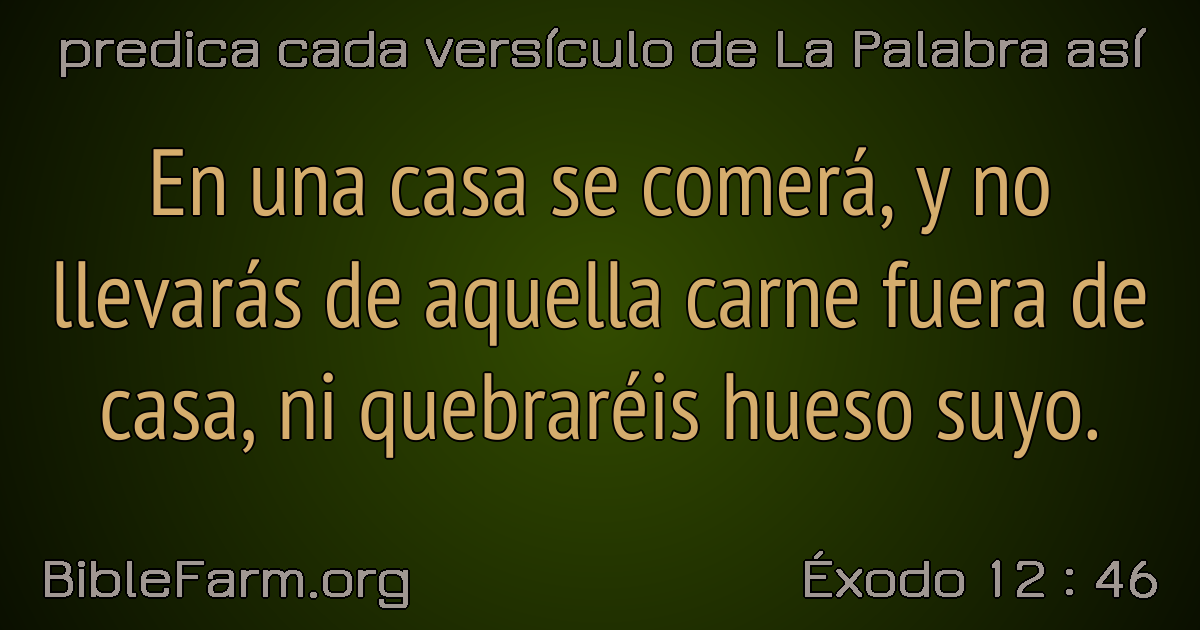 predica cada versículo de La Palabra así
En una casa se comerá, y no
llevarás de aquella carne fuera de
casa, ni quebraréis hueso suyo.
BibleFarm.org
Éxodo 12 : 46